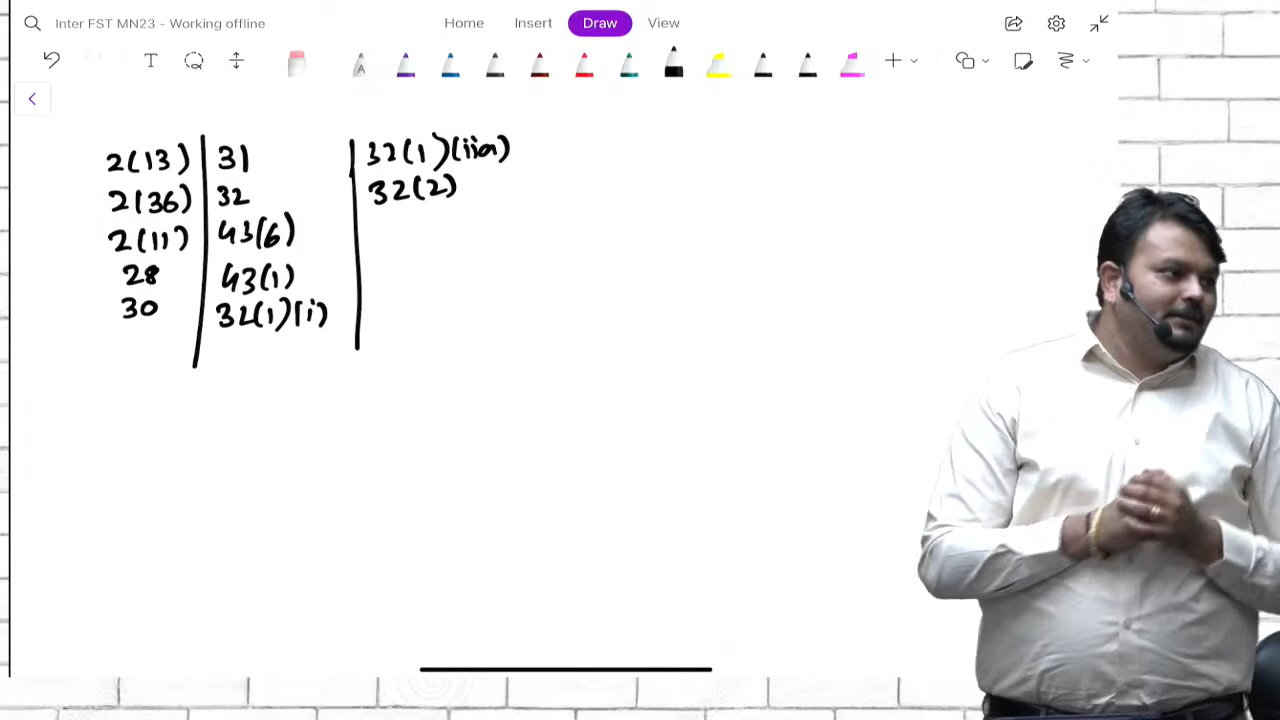 Inter FST MN23 - Working offline
Home Insert Draw View
T
A
2(13)
2(36)
2(11)
28
30
31
32
43(6)
43(1)
32(1)(i)
32(1)(iia)
32(2)